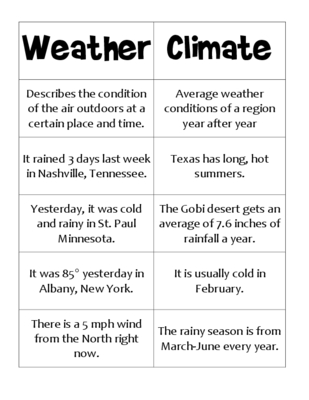 Weather
Climate
Describes the condition
of the air outdoors at a
certain place and time.
Average weather
conditions of a region
year after year
It rained 3 days last week
in Nashville, Tennessee.
Texas has long, hot
summers.
Yesterday, it was cold
and rainy in St. Paul
Minnesota.
The Gobi desert gets an
average of 7.6 inches of
rainfall a year.
It was 85° yesterday in
Albany, New York.
It is usually cold in
February.
There is a 5 mph wind
from the North right
now.
The rainy season is from
March-June every year.